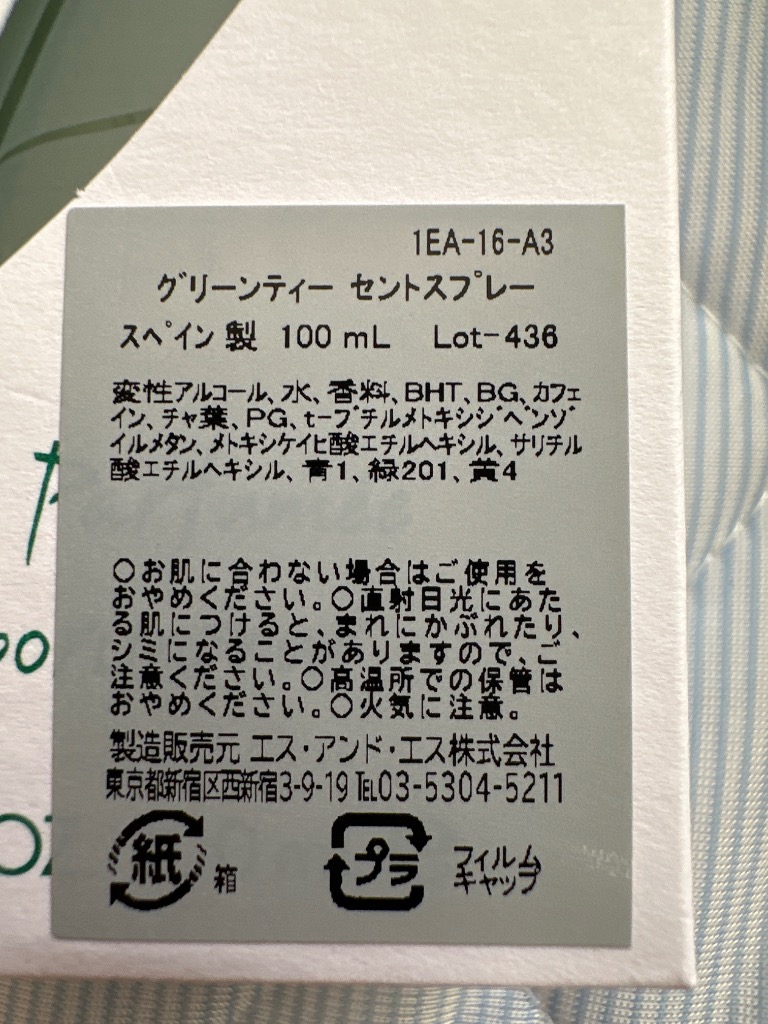 1EA-16-A3
グリーンティー セントスプレー
スペイン製 100 mL Lot-436
変性アルコール、水、香料、BHT、BG、カフェ
イン、チャ葉、PG、t-ブチルメトキシジベンゾ
イルメタン、メトキシケイヒ酸エチルヘキシル、サリチル
酸エチルヘキシル、青1、緑201、黄4
○お肌に合わない場合はご使用を
おやめください。○直射日光にあた
る肌につけると、まれにかぶれたり、
シミになることがありますので、ご
注意ください。○高温所での保管は
おやめください。○火気に注意。
製造販売元 エス・アンド・エス株式会社
東京都新宿区西新宿3-9-19 TEL03-5304-5211
紙 箱
プラ フィルム
キャップ